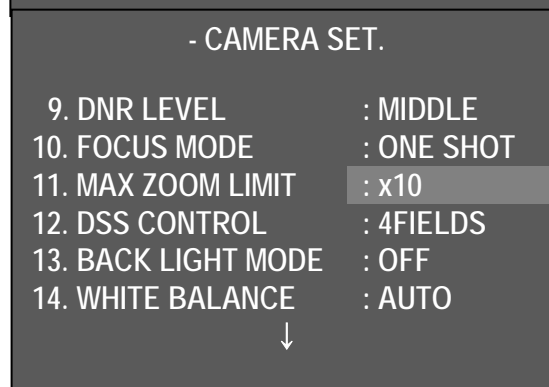 - CAMERA SET.
9. DNR LEVEL : MIDDLE
10. FOCUS MODE : ONE SHOT
11. MAX ZOOM LIMIT : x10
12. DSS CONTROL : 4FIELDS
13. BACK LIGHT MODE : OFF
14. WHITE BALANCE : AUTO
↓